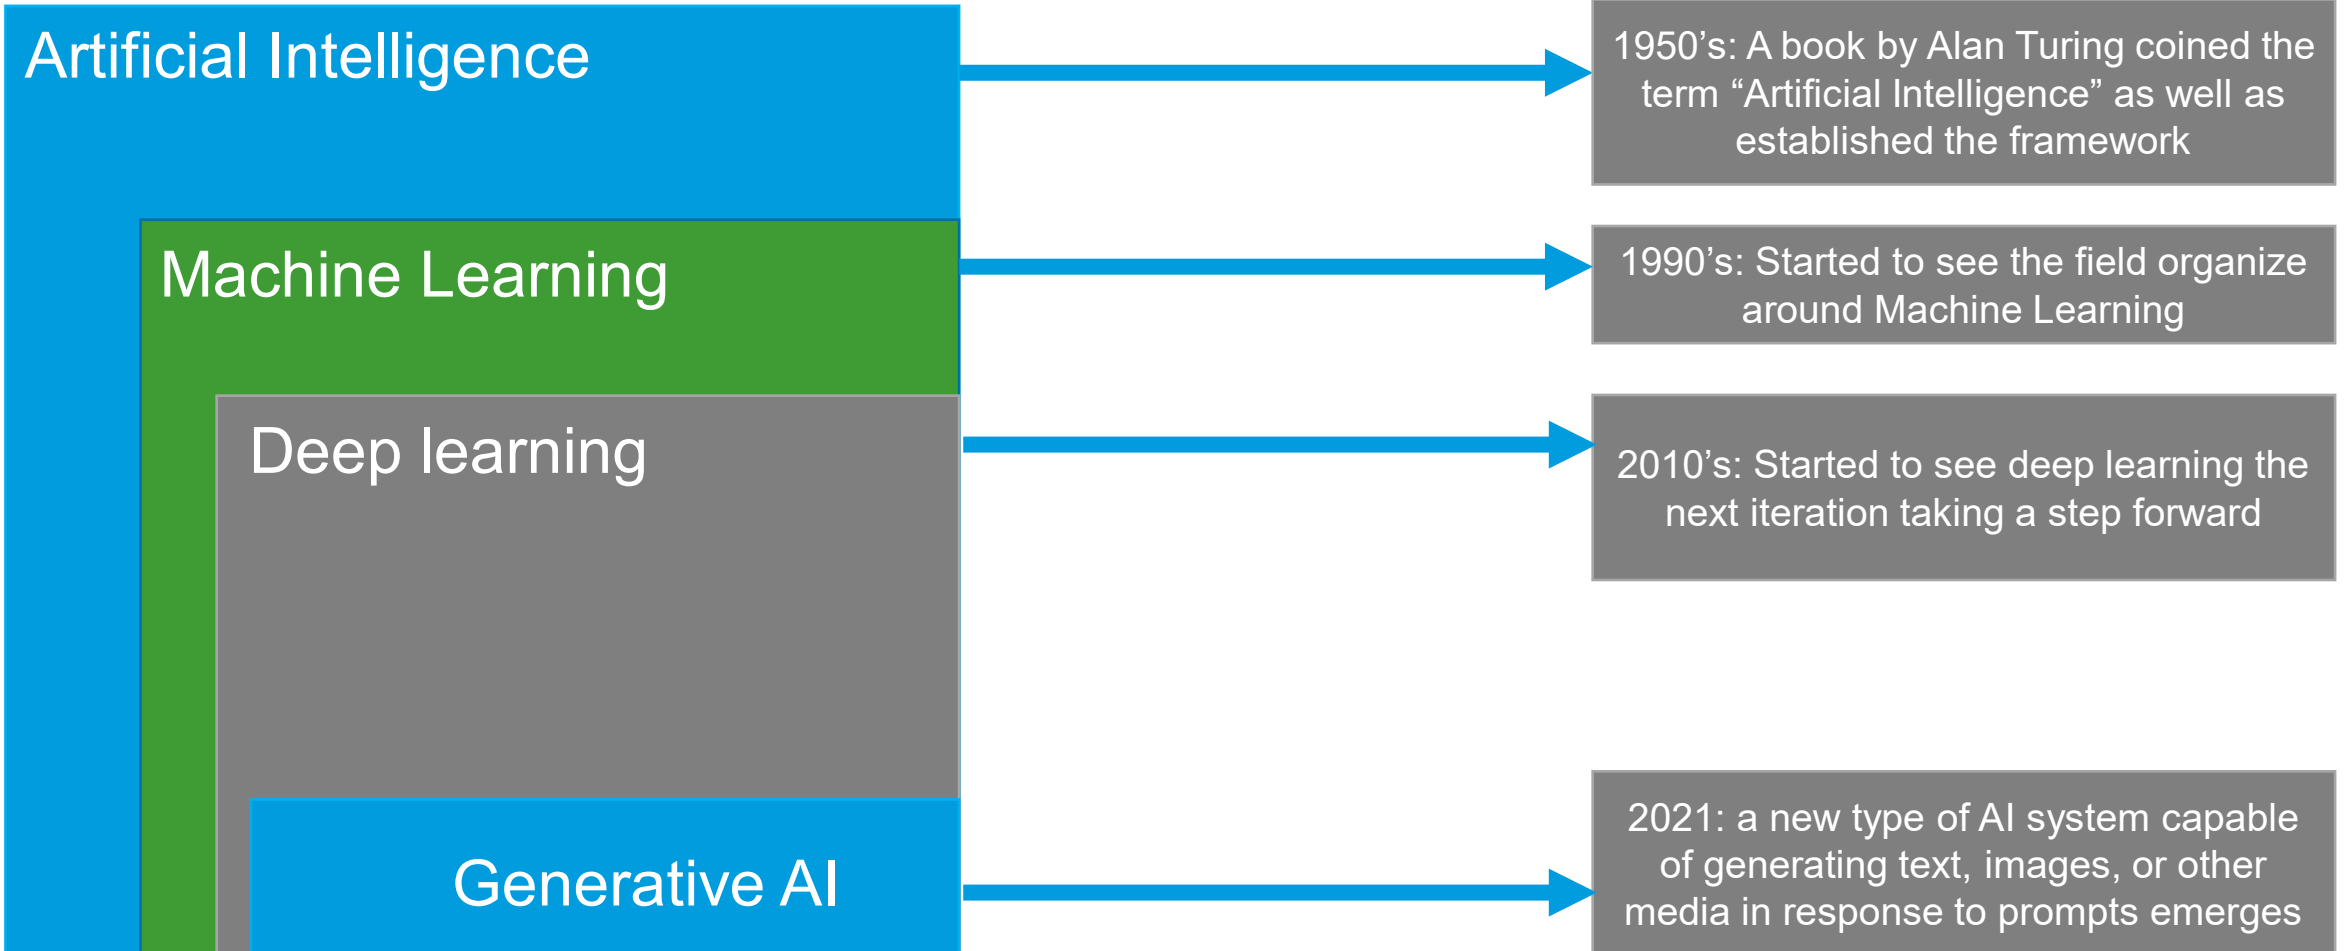 Artificial Intelligence
1950’s: A book by Alan Turing coined the
term “Artificial Intelligence” as well as
established the framework
Machine Learning
1990’s: Started to see the field organize
around Machine Learning
Deep learning
2010’s: Started to see deep learning the
next iteration taking a step forward
Generative AI
2021: a new type of AI system capable
of generating text, images, or other
media in response to prompts emerges